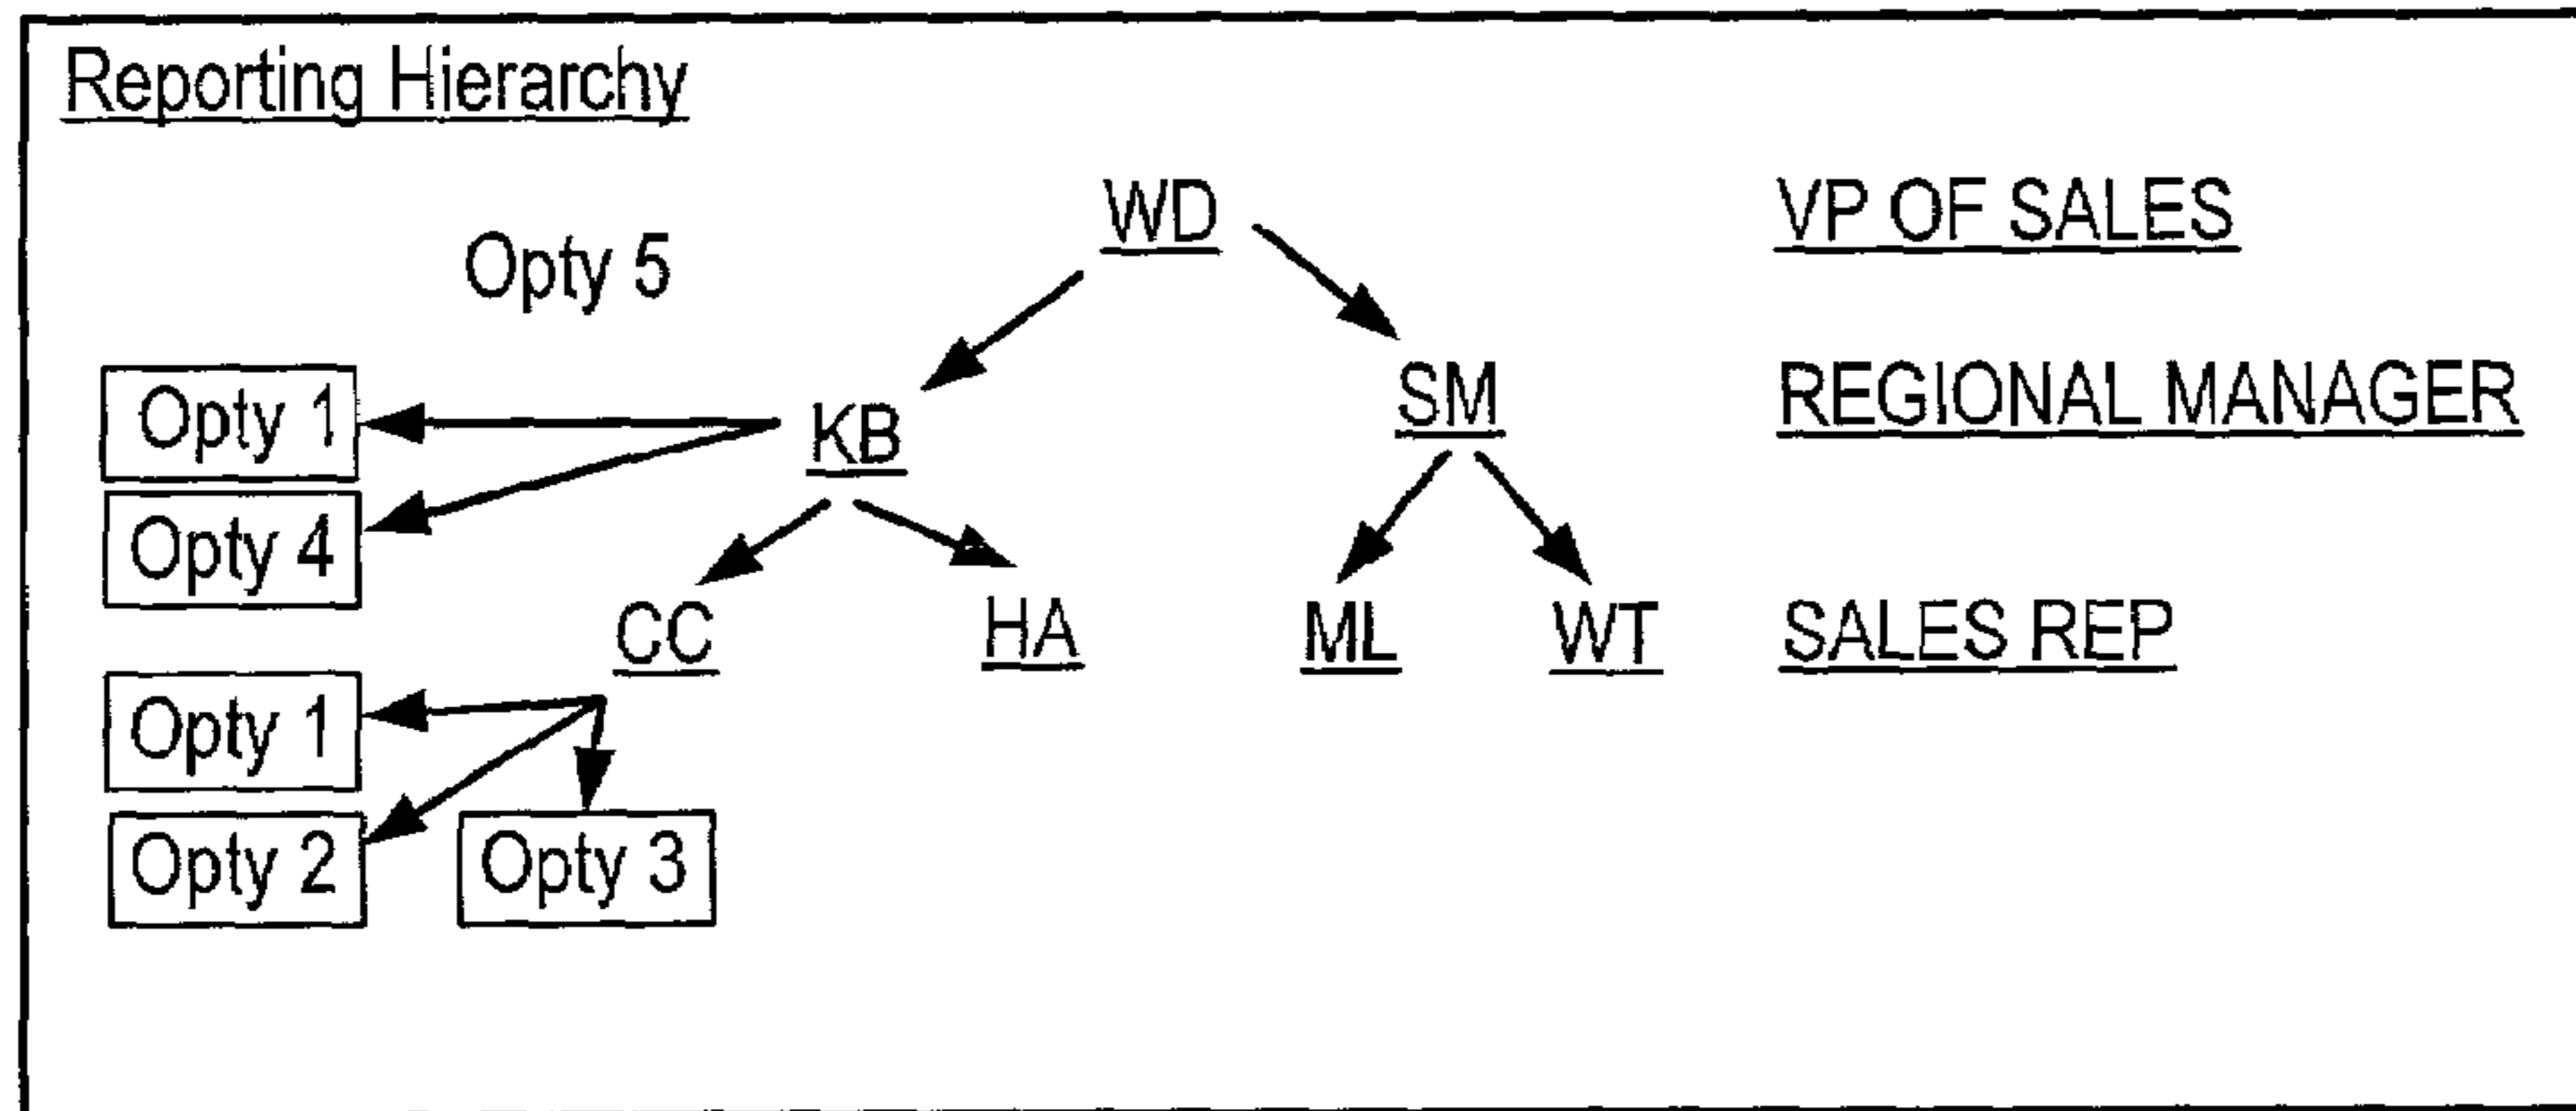 Reporting Hierarchy
WD VP OF SALES
Opty 5
Opty 1 KB SM REGIONAL MANAGER
Opty 4
CC HA ML WT SALES REP
Opty 1
Opty 2 Opty 3